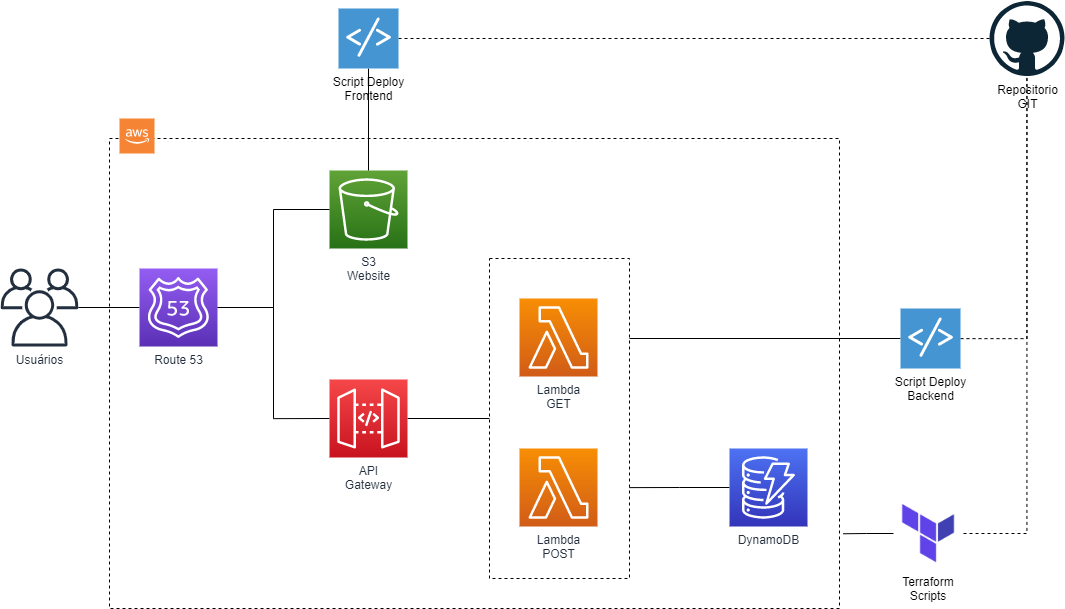 Script Deploy
Frontend
Repositorio
GIT
aws
S3
Website
53
Usuários
Route 53
Lambda
GET
Script Deploy
Backend
API
Gateway
Lambda
POST
DynamoDB
Terraform
Scripts